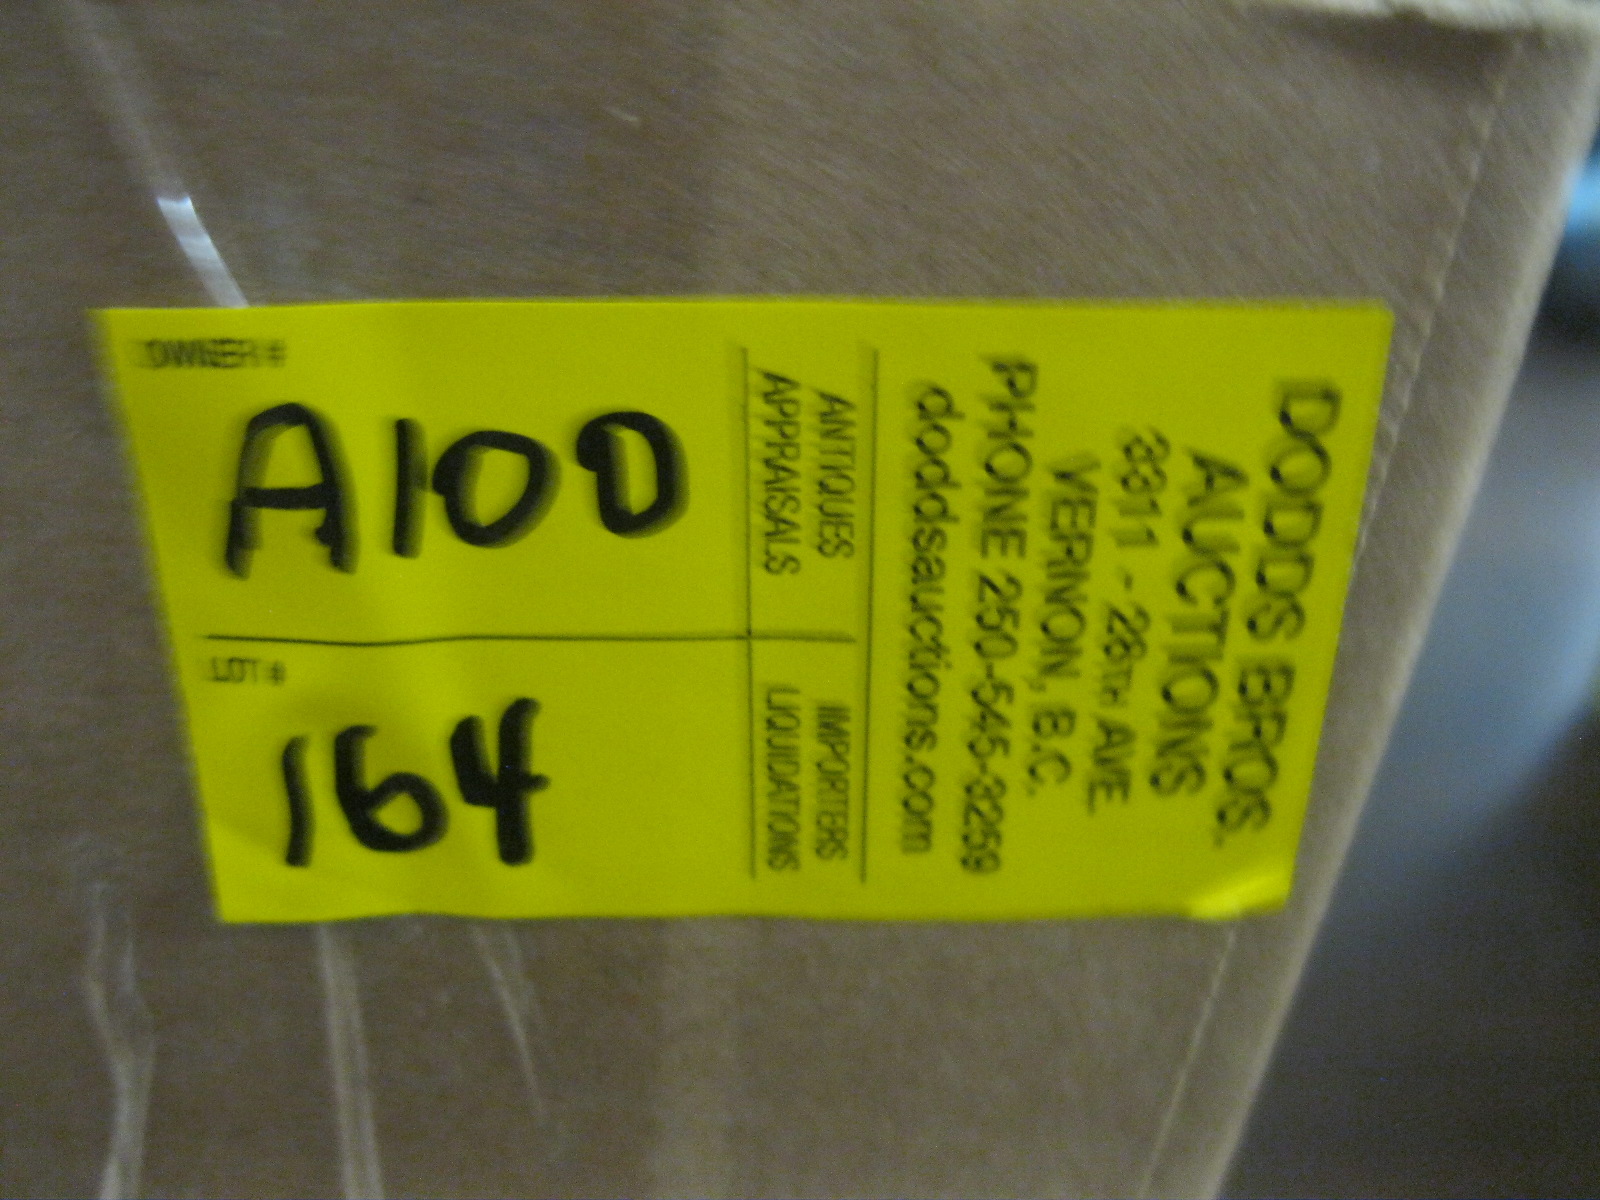 DODDS BROS.
AUCTIONS
3311 - 28TH AVE
VERNON, B.C.
PHONE 250-545-3259
doddsauctions.com
ANTIQUES IMPORTERS
APPRAISALS LIQUIDATIONS
OWNER #
A100
LOT #
164